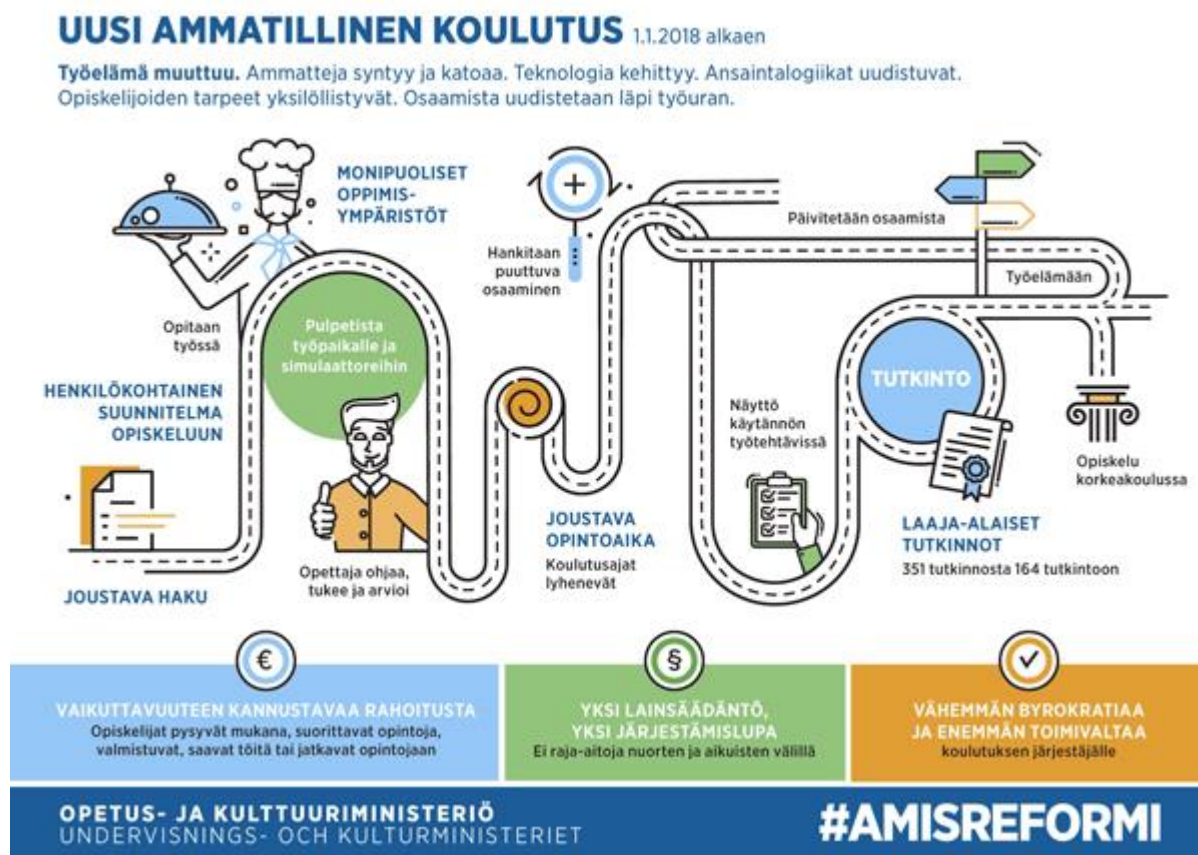 UUSI AMMATILLINEN KOULUTUS 1.1.2018 alkaen
Työelämä muuttuu. Ammatteja syntyy ja katoaa. Teknologia kehittyy. Ansaintalogiikat uudistuvat.
Opiskelijoiden tarpeet yksilöllistyvät. Osaamista uudistetaan läpi työuran.
MONIPUOLISET
OPPIMIS-
YMPÄRISTÖT
Opitaan
työssä
Pulpetista
työpaikalle ja
simulaattoreihin
HENKILÖKOHTAINEN
SUUNNITELMA
OPISKELUUN
JOUSTAVA HAKU
Opettaja ohjaa,
tukee ja arvioi
Hankitaan
puuttuva
osaaminen
JOUSTAVA
OPINTOAIKA
Koulutusajat
lyhenevät
Näyttö
käytännön
työtehtävissä
Päivitetään osaamista
Työelämään
TUTKINTO
LAAJA-ALAISET
TUTKINNOT
351 tutkinnosta 164 tutkintoon
Opiskelu
korkeakoulussa
€
VAIKUTTAVUUTEEN KANNUSTAVAA RAHOITUSTA
Opiskelijat pysyvät mukana, suorittavat opintoja,
valmistuvat, saavat töitä tai jatkavat opintojaan
§
YKSI LAINSÄÄDÄNTÖ,
YKSI JÄRJESTÄMISLUPA
Ei raja-aitoja nuorten ja aikuisten välillä
VÄHEMMÄN BYROKRATIAA
JA ENEMMÄN TOIMIVALTAA
koulutuksen järjestäjälle
OPETUS- JA KULTTUURIMINISTERIÖ
UNDERVISNINGS- OCH KULTURMINISTERIET
#AMISREFORMI